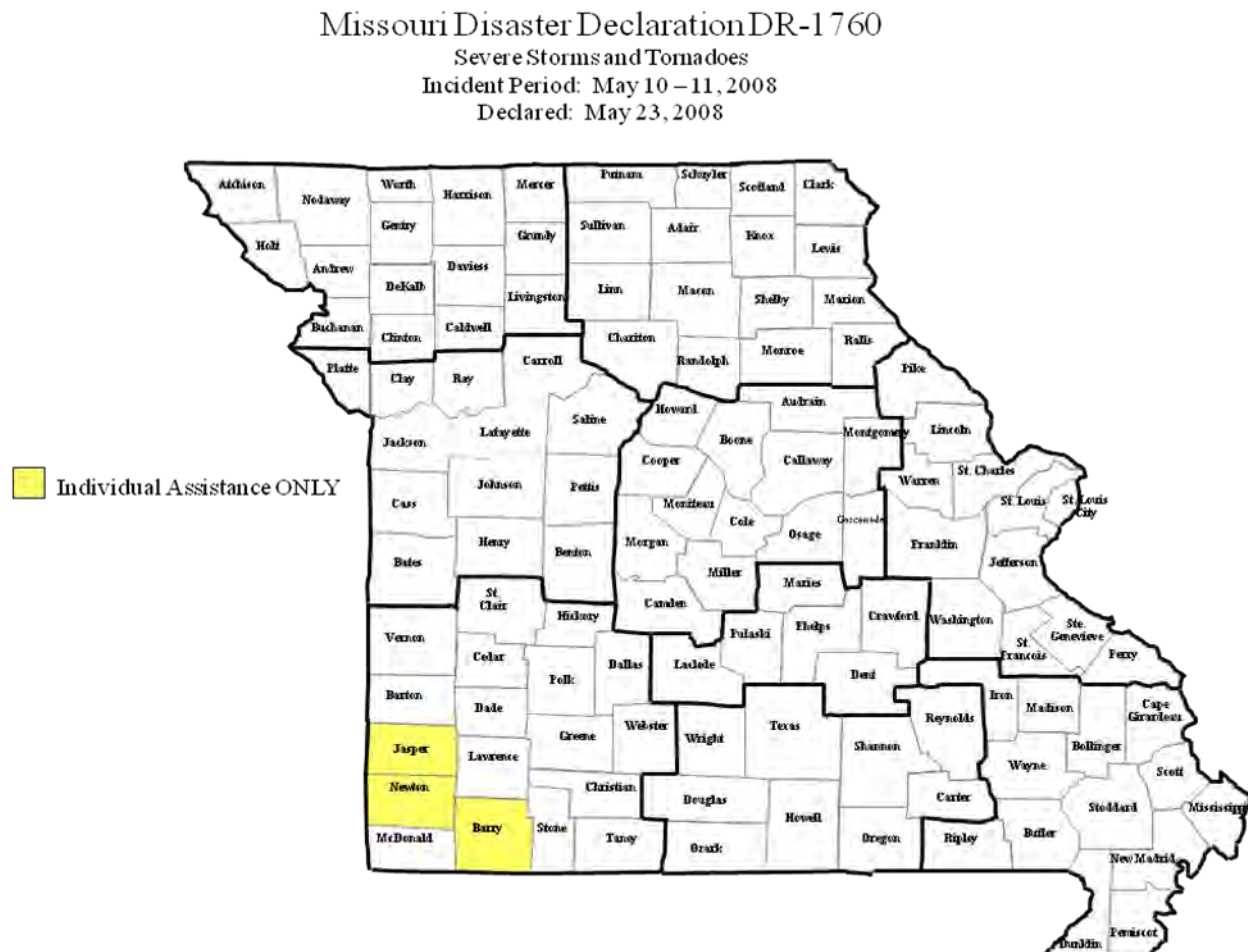 Missouri Disaster Declaration DR-1760
Severe Storms and Tornadoes
Incident Period: May 10 – 11, 2008
Declared: May 23, 2008
Atchison
Nodaway
Worth
Harrison
Mercer
Putnam
Schuyler
Scotland
Clark
Holt
Gentry
Grundy
Sullivan
Adair
Knox
Lewis
Andrew
DeKalb
Daviess
Livingston
Linn
Macon
Shelby
Marion
Buchanan
Clinton
Caldwell
Chariton
Randolph
Monroe
Ralls
Platte
Clay
Ray
Carroll
Pike
Jackson
Lafayette
Saline
Howard
Boone
Audrain
Callaway
Montgomery
Lincoln
Warren
St. Charles
St. Louis
St. Louis
City
Individual Assistance ONLY
Cass
Johnson
Pettis
Cooper
Moniteau
Cole
Osage
Gasconade
Franklin
Jefferson
Bates
Henry
Benton
Morgan
Miller
Camden
Maries
St.
Clair
Hickory
Pulaski
Phelps
Crawford
Washington
St.
Francois
Ste.
Genevieve
Perry
Vernon
Cedar
Polk
Dallas
Laclede
Dent
Barton
Dade
Greene
Webster
Wright
Texas
Shannon
Reynolds
Iron
Madison
Cape
Girardeau
Bollinger
Jasper
Lawrence
Wayne
Scott
Newton
Christian
Douglas
Howell
Carter
Stoddard
Mississippi
McDonald
Barry
Stone
Taney
Ozark
Oregon
Ripley
Butler
New Madrid
Pemiscot
Dunklin